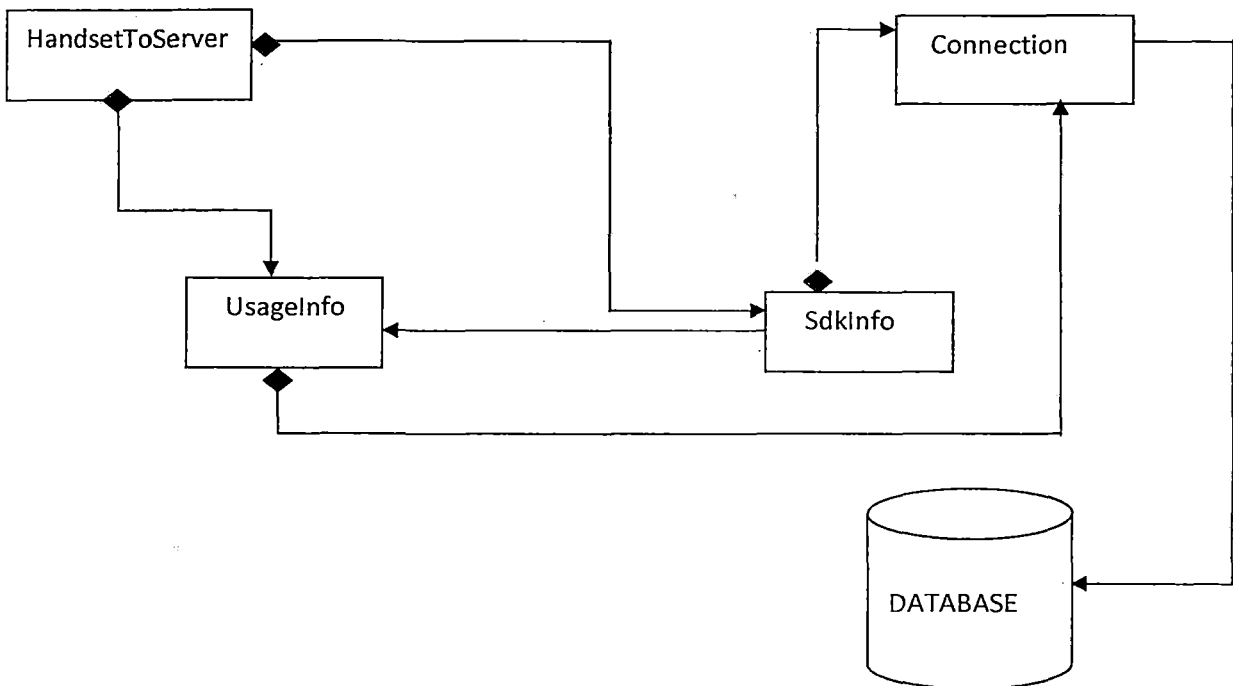 HandsetToServer
Connection
UsageInfo
SdkInfo
DATABASE